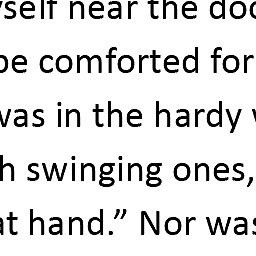 yself near the doo
be comforted for
was in the hardy
h swinging ones,
at hand.” Nor was